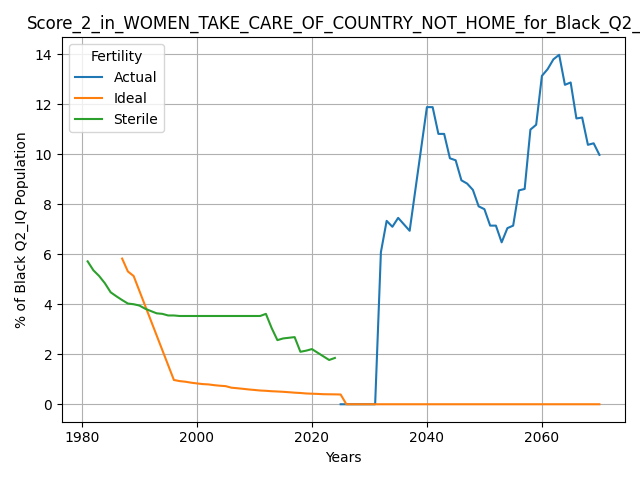 Score_2_in_WOMEN_TAKE_CARE_OF_COUNTRY_NOT_HOME_for_Black_Q2_
Fertility
Actual
Ideal
Sterile
% of Black Q2_IQ Population
14
12
10
8
6
4
2
0
1980 2000 2020 2040 2060
Years